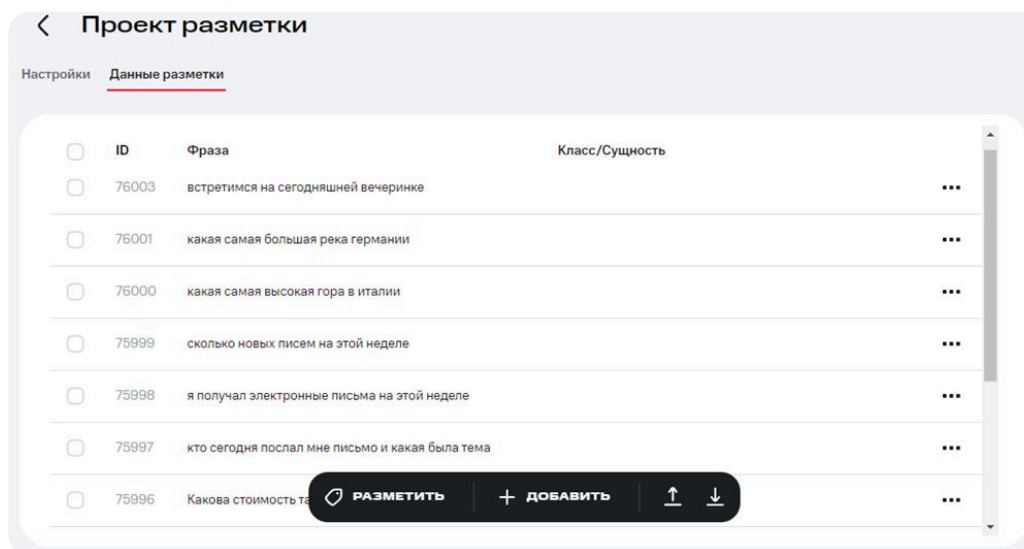 Проект разметки
Настройки Данные разметки
ID Фраза Класс/Сущность
76003 встретимся на сегодняшней вечеринке
76001 какая самая большая река германии
76000 какая самая высокая гора в италии
75999 сколько новых писем на этой неделе
75998 я получал электронные письма на этой неделе
75997 кто сегодня послал мне письмо и какая была тема
75996 Какова стоимость
РАЗМЕТИТЬ + ДОБАВИТЬ